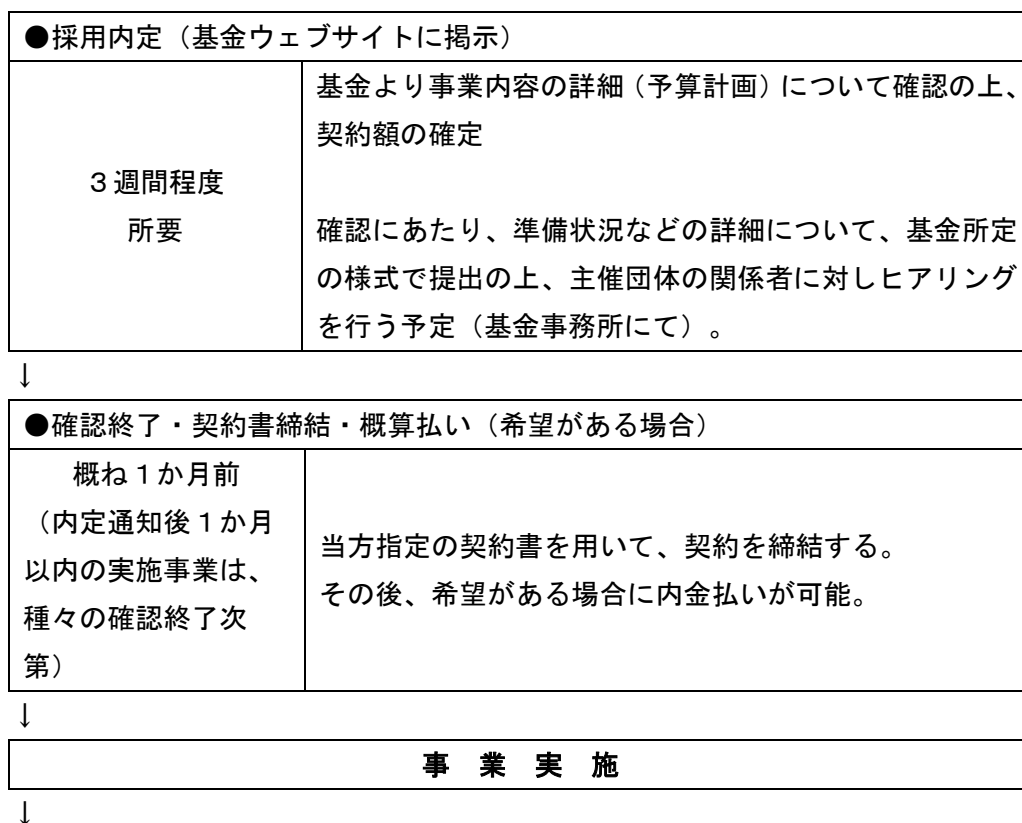 ●採用内定（基金ウェブサイトに掲示）
３週間程度
所要
基金より事業内容の詳細（予算計画）について確認の上、
契約額の確定
確認にあたり、準備状況などの詳細について、基金所定
の様式で提出の上、主催団体の関係者に対しヒアリング
を行う予定（基金事務所にて）。
↓
●確認終了・契約書締結・概算払い（希望がある場合）
概ね１か月前
（内定通知後１か月
以内の実施事業は、
種々の確認終了次
第）
当方指定の契約書を用いて、契約を締結する。
その後、希望がある場合に内金払いが可能。
↓
事　業　実　施
↓